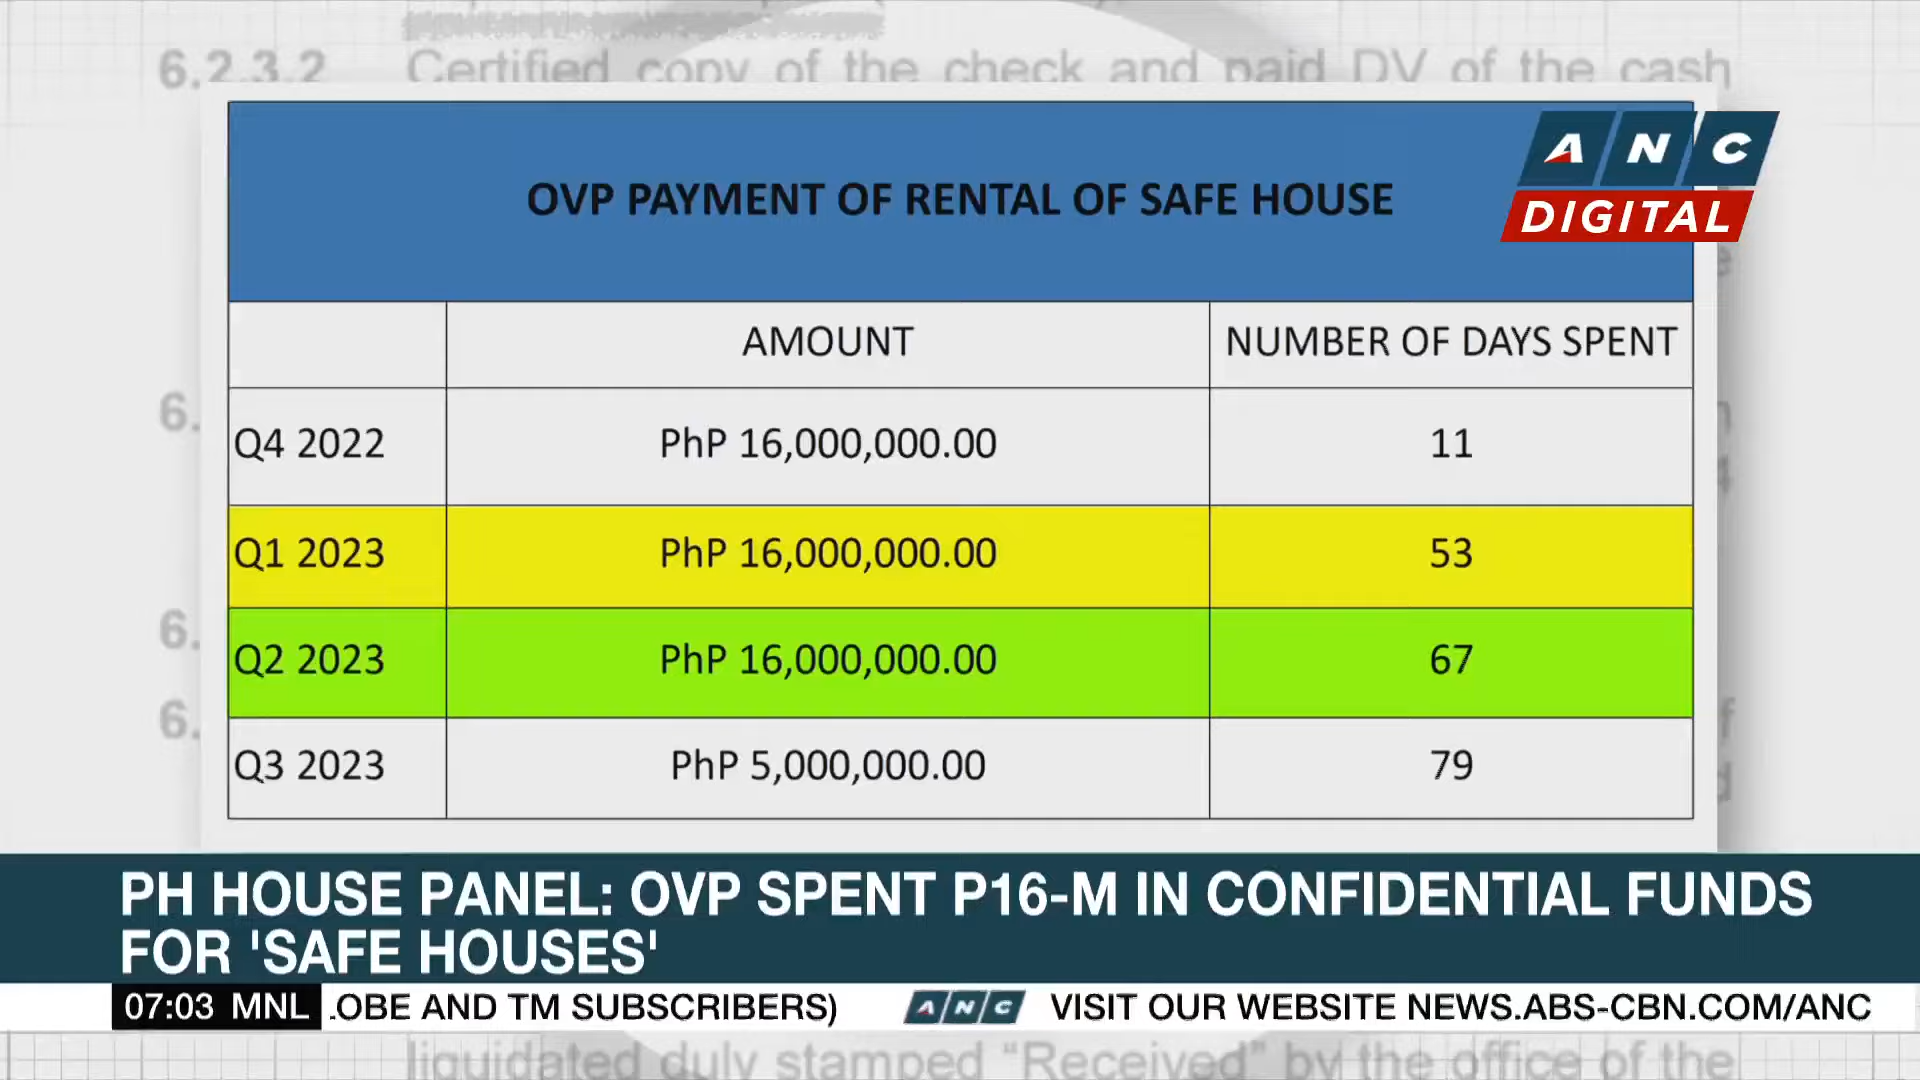 6.2.3.2 Certified copy of the check and paid DV of the cash
OVP PAYMENT OF RENTAL OF SAFE HOUSE
ANC
DIGITAL
AMOUNT NUMBER OF DAYS SPENT
Q4 2022 PhP 16,000,000.00 11
Q1 2023 PhP 16,000,000.00 53
Q2 2023 PhP 16,000,000.00 67
Q3 2023 PhP 5,000,000.00 79
PH HOUSE PANEL: OVP SPENT P16-M IN CONFIDENTIAL FUNDS
FOR 'SAFE HOUSES'
07:03 MNL .OBE AND TM SUBSCRIBERS) ANC VISIT OUR WEBSITE NEWS.ABS-CBN.COM/ANC
liquidated duly stamped “Received” by the office of the